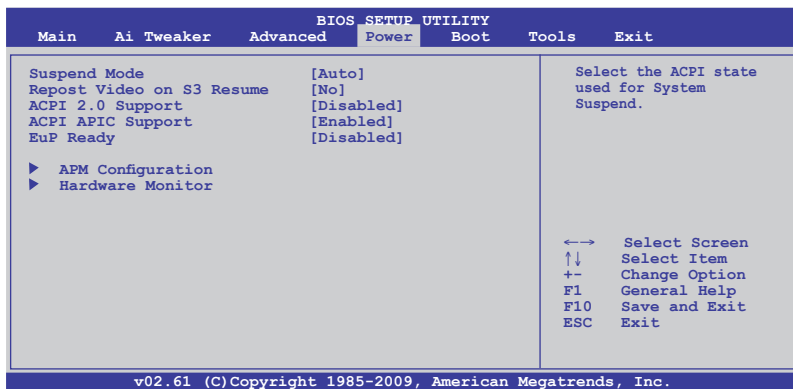 BIOS SETUP UTILITY
Main Ai Tweaker Advanced Power Boot Tools Exit
Suspend Mode [Auto]
Repost Video on S3 Resume [No]
ACPI 2.0 Support [Disabled]
ACPI APIC Support [Enabled]
EuP Ready [Disabled]
▶ APM Configuration
▶ Hardware Monitor
Select the ACPI state
used for System
Suspend.
←→ Select Screen
↑↓ Select Item
+- Change Option
F1 General Help
F10 Save and Exit
ESC Exit
v02.61 (C)Copyright 1985-2009, American Megatrends, Inc.